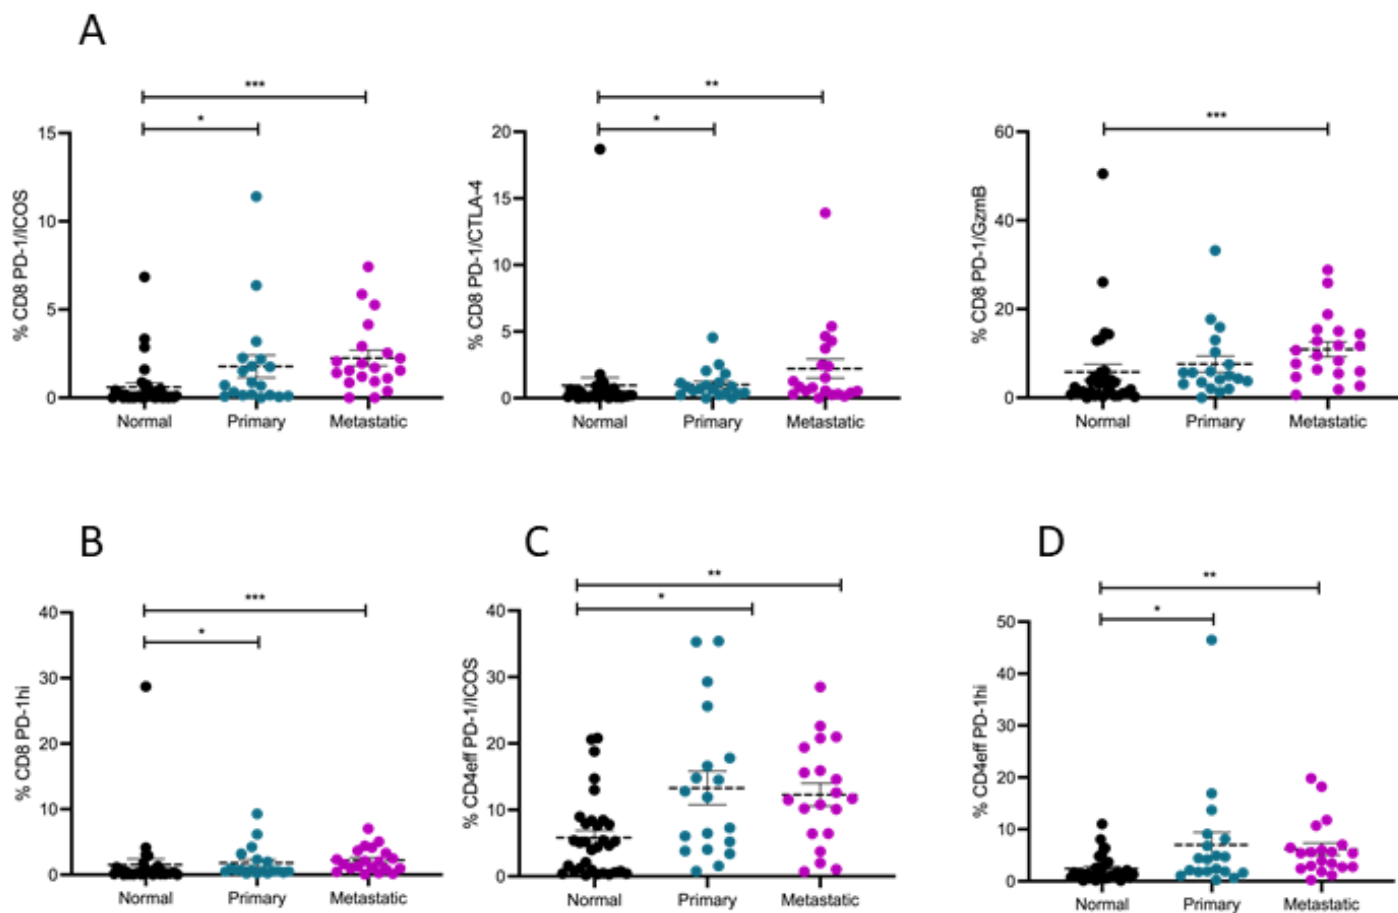 A
***
*
15
10
5
0
% CD8 PD-1/ICOS
Normal Primary Metastatic
**
*
20
15
10
5
0
% CD8 PD-1/CTLA-4
Normal Primary Metastatic
***
60
40
20
0
% CD8 PD-1/GzmB
Normal Primary Metastatic
B
***
*
40
30
20
10
0
% CD8 PD-1hi
Normal Primary Metastatic
C
**
*
40
30
20
10
0
% CD4eff PD-1/ICOS
Normal Primary Metastatic
D
**
*
50
40
30
20
10
0
% CD4eff PD-1hi
Normal Primary Metastatic